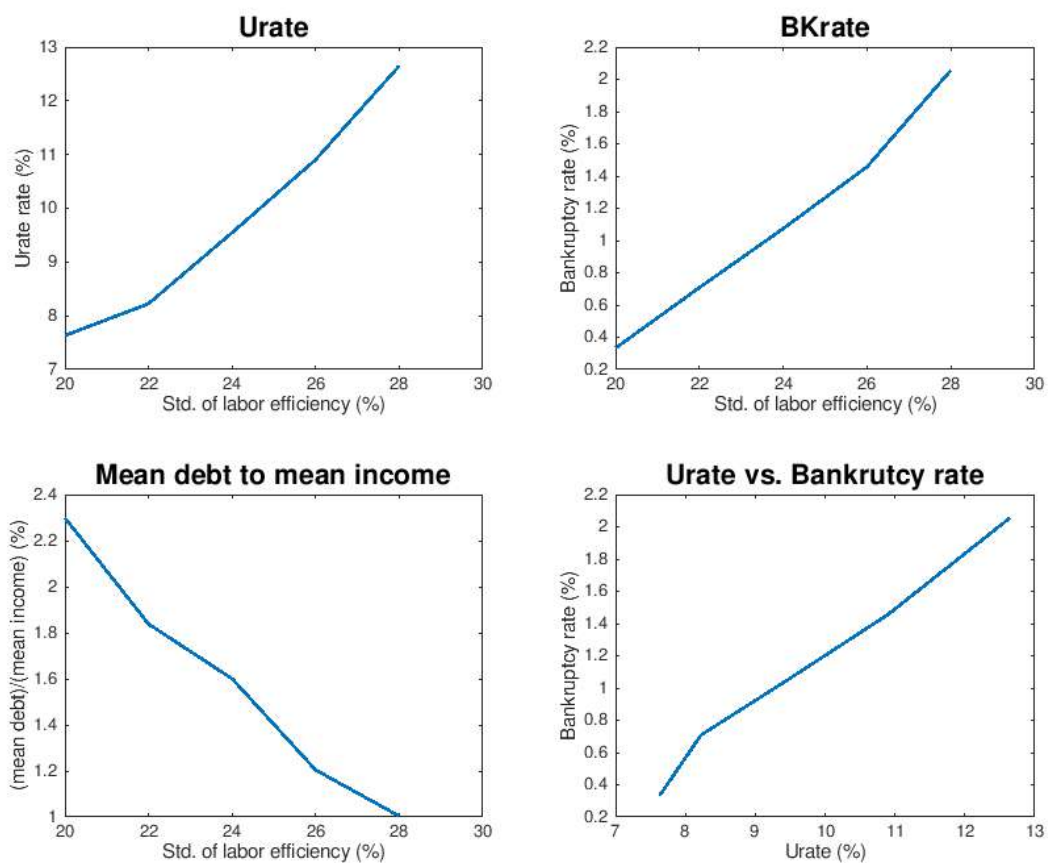 Urate
13
12
11
10
9
8
7
Urate rate (%)
20 22 24 26 28 30
Std. of labor efficiency (%)
BKrate
2.2
2
1.8
1.6
1.4
1.2
1
0.8
0.6
0.4
0.2
Bankruptcy rate (%)
20 22 24 26 28 30
Std. of labor efficiency (%)
Mean debt to mean income
2.4
2.2
2
1.8
1.6
1.4
1.2
1
(mean debt)/(mean income) (%)
20 22 24 26 28 30
Std. of labor efficiency (%)
Urate vs. Bankrutcy rate
2.2
2
1.8
1.6
1.4
1.2
1
0.8
0.6
0.4
0.2
Bankruptcy rate (%)
7 8 9 10 11 12 13
Urate (%)